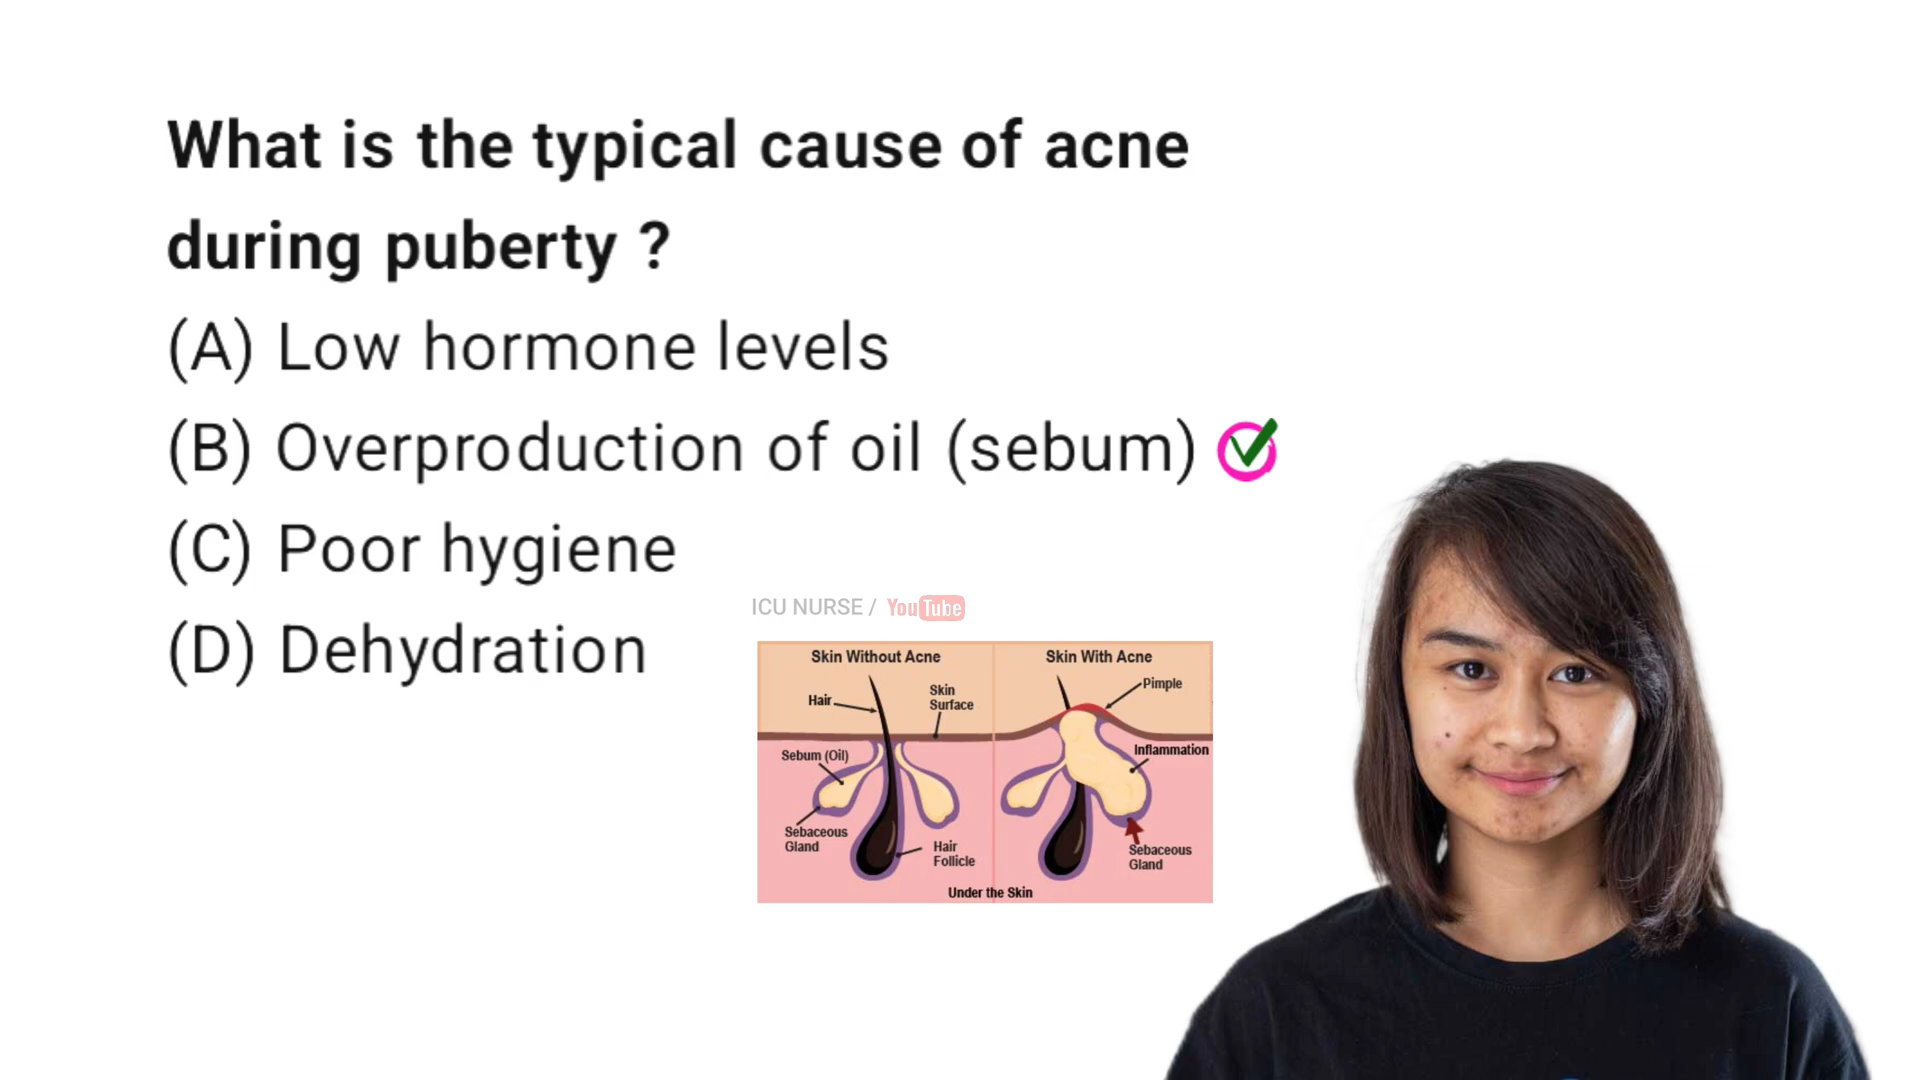 What is the typical cause of acne
during puberty ?
(A) Low hormone levels
(B) Overproduction of oil (sebum)
(C) Poor hygiene
(D) Dehydration
ICU NURSE / YouTube
Skin Without Acne
Hair
Skin
Surface
Sebum (Oil)
Sebaceous
Gland
Hair
Follicle
Skin With Acne
Pimple
Inflammation
Sebaceous
Gland
Under the Skin